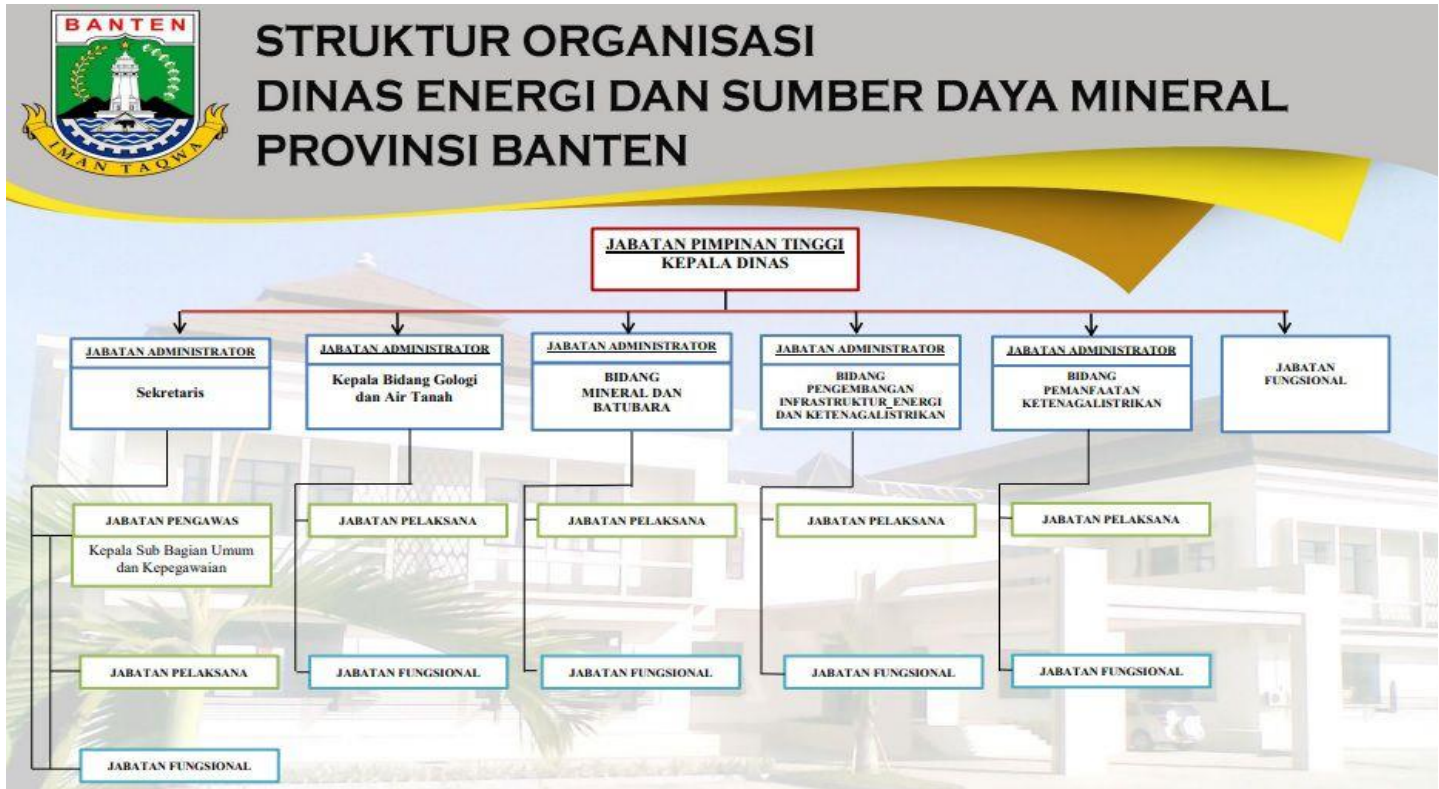 BANTEN
IMAN TAQWA
STRUKTUR ORGANISASI
DINAS ENERGI DAN SUMBER DAYA MINERAL
PROVINSI BANTEN
JABATAN PIMPINAN TINGGI
KEPALA DINAS
JABATAN ADMINISTRATOR
Sekretaris
JABATAN ADMINISTRATOR
Kepala Bidang Gologi
dan Air Tanah
JABATAN ADMINISTRATOR
BIDANG
MINERAL DAN
BATUBARA
JABATAN ADMINISTRATOR
BIDANG
PENGEMBANGAN
INFRASTRUKTUR_ENERGI
DAN KETENAGALISTRIKAN
JABATAN ADMINISTRATOR
BIDANG
PEMANFAATAN
KETENAGALISTRIKAN
JABATAN
FUNGSIONAL
JABATAN PENGAWAS
Kepala Sub Bagian Umum
dan Kepegawaian
JABATAN PELAKSANA
JABATAN PELAKSANA
JABATAN PELAKSANA
JABATAN PELAKSANA
JABATAN PELAKSANA
JABATAN FUNGSIONAL
JABATAN FUNGSIONAL
JABATAN FUNGSIONAL
JABATAN FUNGSIONAL
JABATAN FUNGSIONAL